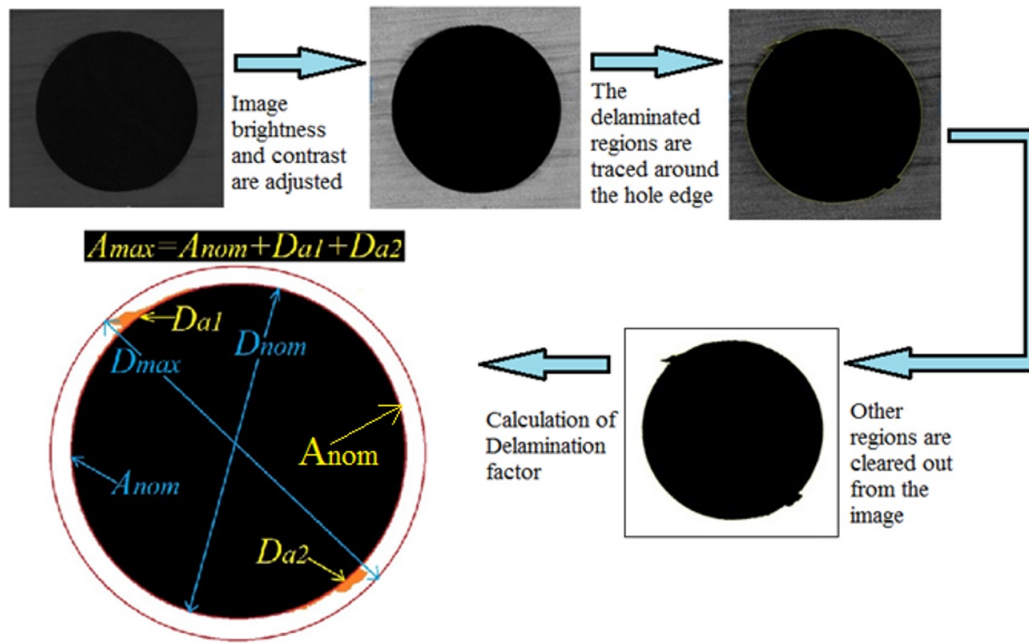 Image
brightness
and contrast
are adjusted
The
delaminated
regions are
traced around
the hole edge
Other
regions are
cleared out
from the
image
Calculation of
Delamination
factor
Amax=Anom+Da1+Da2
Da1
Dnom
Dmax
Anom
Anom
Da2